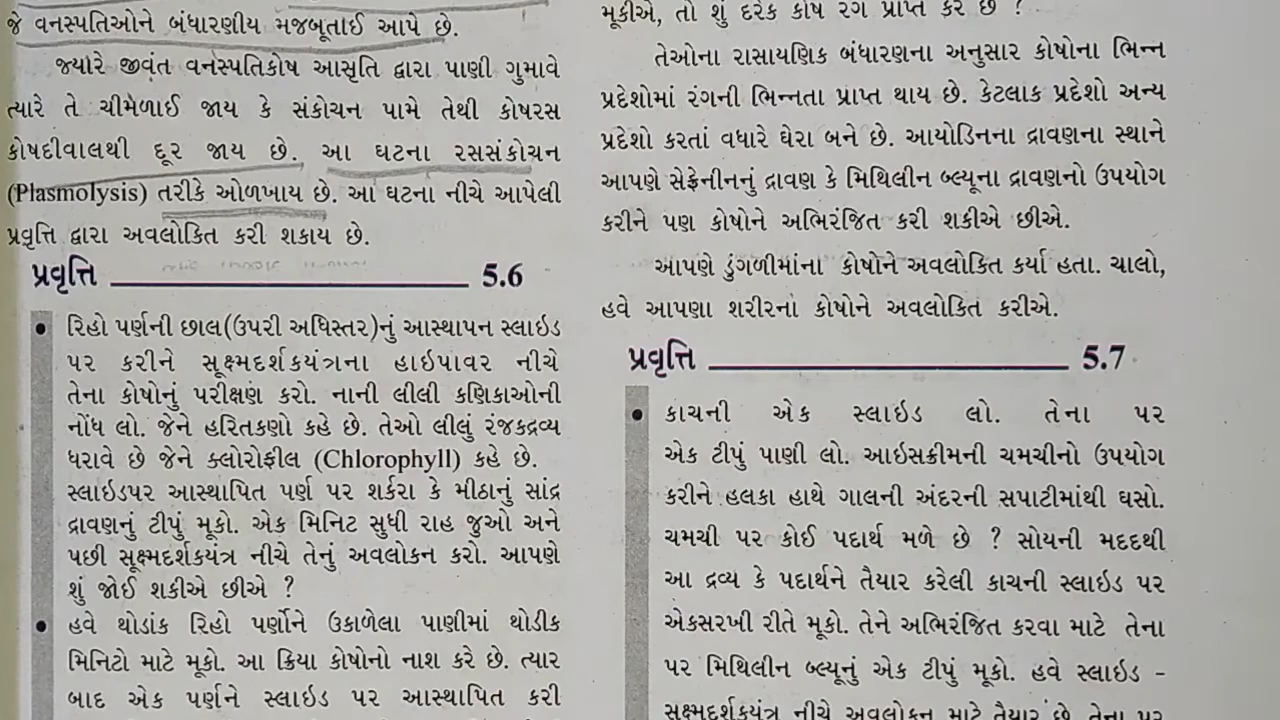 જે વનસ્પતિઓને બંધારણીય મજબૂતાઈ આપે છે.
જ્યારે જીવંત વનસ્પતિકોષ આસૃતિ દ્વારા પાણી ગુમાવે
ત્યારે તે ચીમેળાઈ જાય કે સંકોચન પામે તેથી કોષરસ
કોષદીવાલથી દૂર જાય છે. આ ઘટના રસસંકોચન
(Plasmolysis) તરીકે ઓળખાય છે. આ ઘટના નીચે આપેલી
પ્રવૃત્તિ દ્વારા અવલોકિત કરી શકાય છે.
પ્રવૃત્તિ 5.6
• રિહો પર્ણની છાલ(ઉપરી અધિસ્તર)નું આસ્થાપન સ્લાઇડ
પર કરીને સૂક્ષ્મદર્શકયંત્રના હાઇપાવર નીચે
તેના કોષોનું પરીક્ષણ કરો. નાની લીલી કણિકાઓની
નોંધ લો. જેને હરિતકણો કહે છે. તેઓ લીલું રંજકદ્રવ્ય
ધરાવે છે જેને ક્લોરોફીલ (Chlorophyll) કહે છે.
સ્લાઇડપર આસ્થાપિત પર્ણ પર શર્કરા કે મીઠાનું સાંદ્ર
દ્રાવણનું ટીપું મૂકો. એક મિનિટ સુધી રાહ જુઓ અને
પછી સૂક્ષ્મદર્શકયંત્ર નીચે તેનું અવલોકન કરો. આપણે
શું જોઈ શકીએ છીએ ?
• હવે થોડાંક રિહો પર્ણોને ઉકાળેલા પાણીમાં થોડીક
મિનિટો માટે મૂકો. આ ક્રિયા કોષોનો નાશ કરે છે. ત્યાર
બાદ એક પર્ણને સ્લાઇડ પર આસ્થાપિત કરી
મૂકીએ, તો શું દરેક કોષ રંગ પ્રાપ્ત કરે છે ?
તેઓના રાસાયણિક બંધારણના અનુસાર કોષોના ભિન્ન
પ્રદેશોમાં રંગની ભિન્નતા પ્રાપ્ત થાય છે. કેટલાક પ્રદેશો અન્ય
પ્રદેશો કરતાં વધારે ઘેરા બને છે. આયોડિનના દ્રાવણના સ્થાને
આપણે સેફ્રેનીનનું દ્રાવણ કે મિથિલીન બ્લ્યૂના દ્રાવણનો ઉપયોગ
કરીને પણ કોષોને અભિરંજિત કરી શકીએ છીએ.
આપણે ડુંગળીમાંના કોષોને અવલોકિત કર્યા હતા. ચાલો,
હવે આપણા શરીરનાં કોષોને અવલોકિત કરીએ.
પ્રવૃત્તિ 5.7
• કાચની એક સ્લાઇડ લો. તેના પર
એક ટીપું પાણી લો. આઇસક્રીમની ચમચીનો ઉપયોગ
કરીને હલકા હાથે ગાલની અંદરની સપાટીમાંથી ઘસો.
ચમચી પર કોઈ પદાર્થ મળે છે ? સોયની મદદથી
આ દ્રવ્ય કે પદાર્થને તૈયાર કરેલી કાચની સ્લાઇડ પર
એકસરખી રીતે મૂકો. તેને અભિરંજિત કરવા માટે તેના
પર મિથિલીન બ્લ્યૂનું એક ટીપું મૂકો. હવે સ્લાઇડ -
સૂક્ષ્મદર્શકયંત્ર નીચે અવલોકન માટે તૈયાર છે. તેના પર